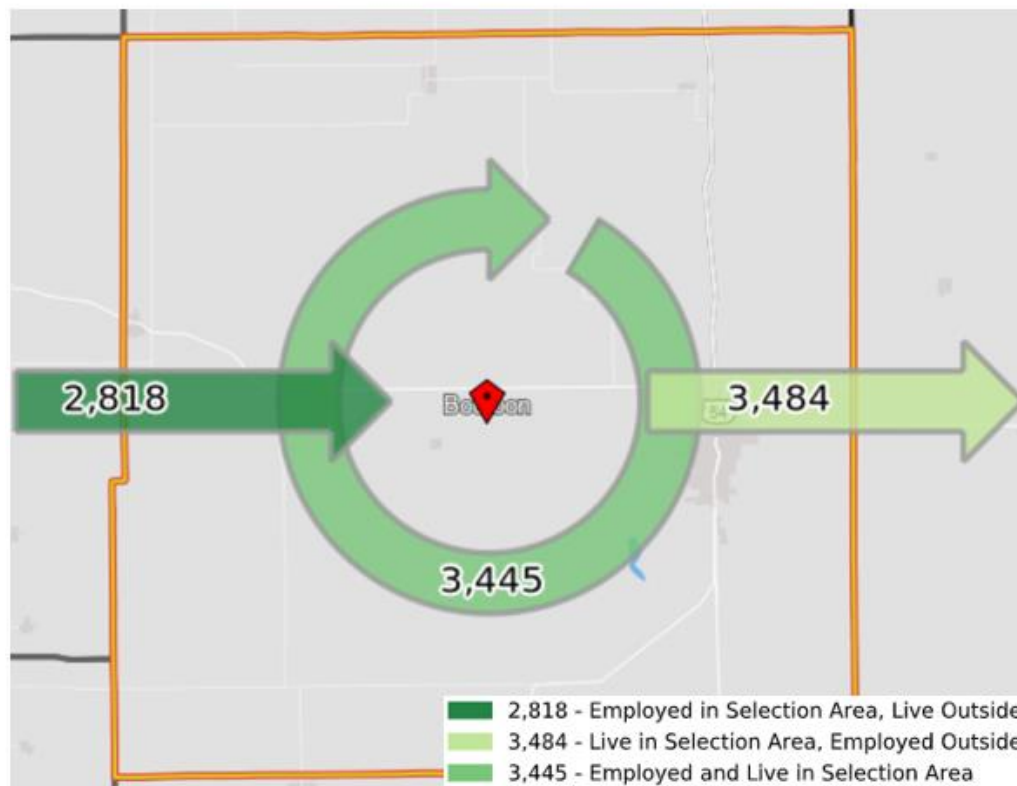 2,818
3,484
84
3,445
2,818 - Employed in Selection Area, Live Outside
3,484 - Live in Selection Area, Employed Outside
3,445 - Employed and Live in Selection Area